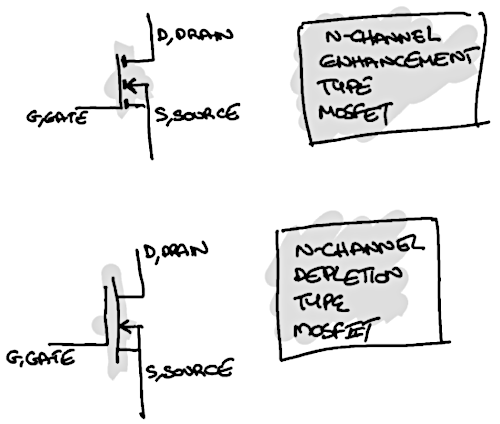 D, DRAIN
G, GATE
S, SOURCE
N-CHANNEL
ENHANCEMENT
TYPE
MOSFET
D, DRAIN
G, GATE
S, SOURCE
N-CHANNEL
DEPLETION
TYPE
MOSFET